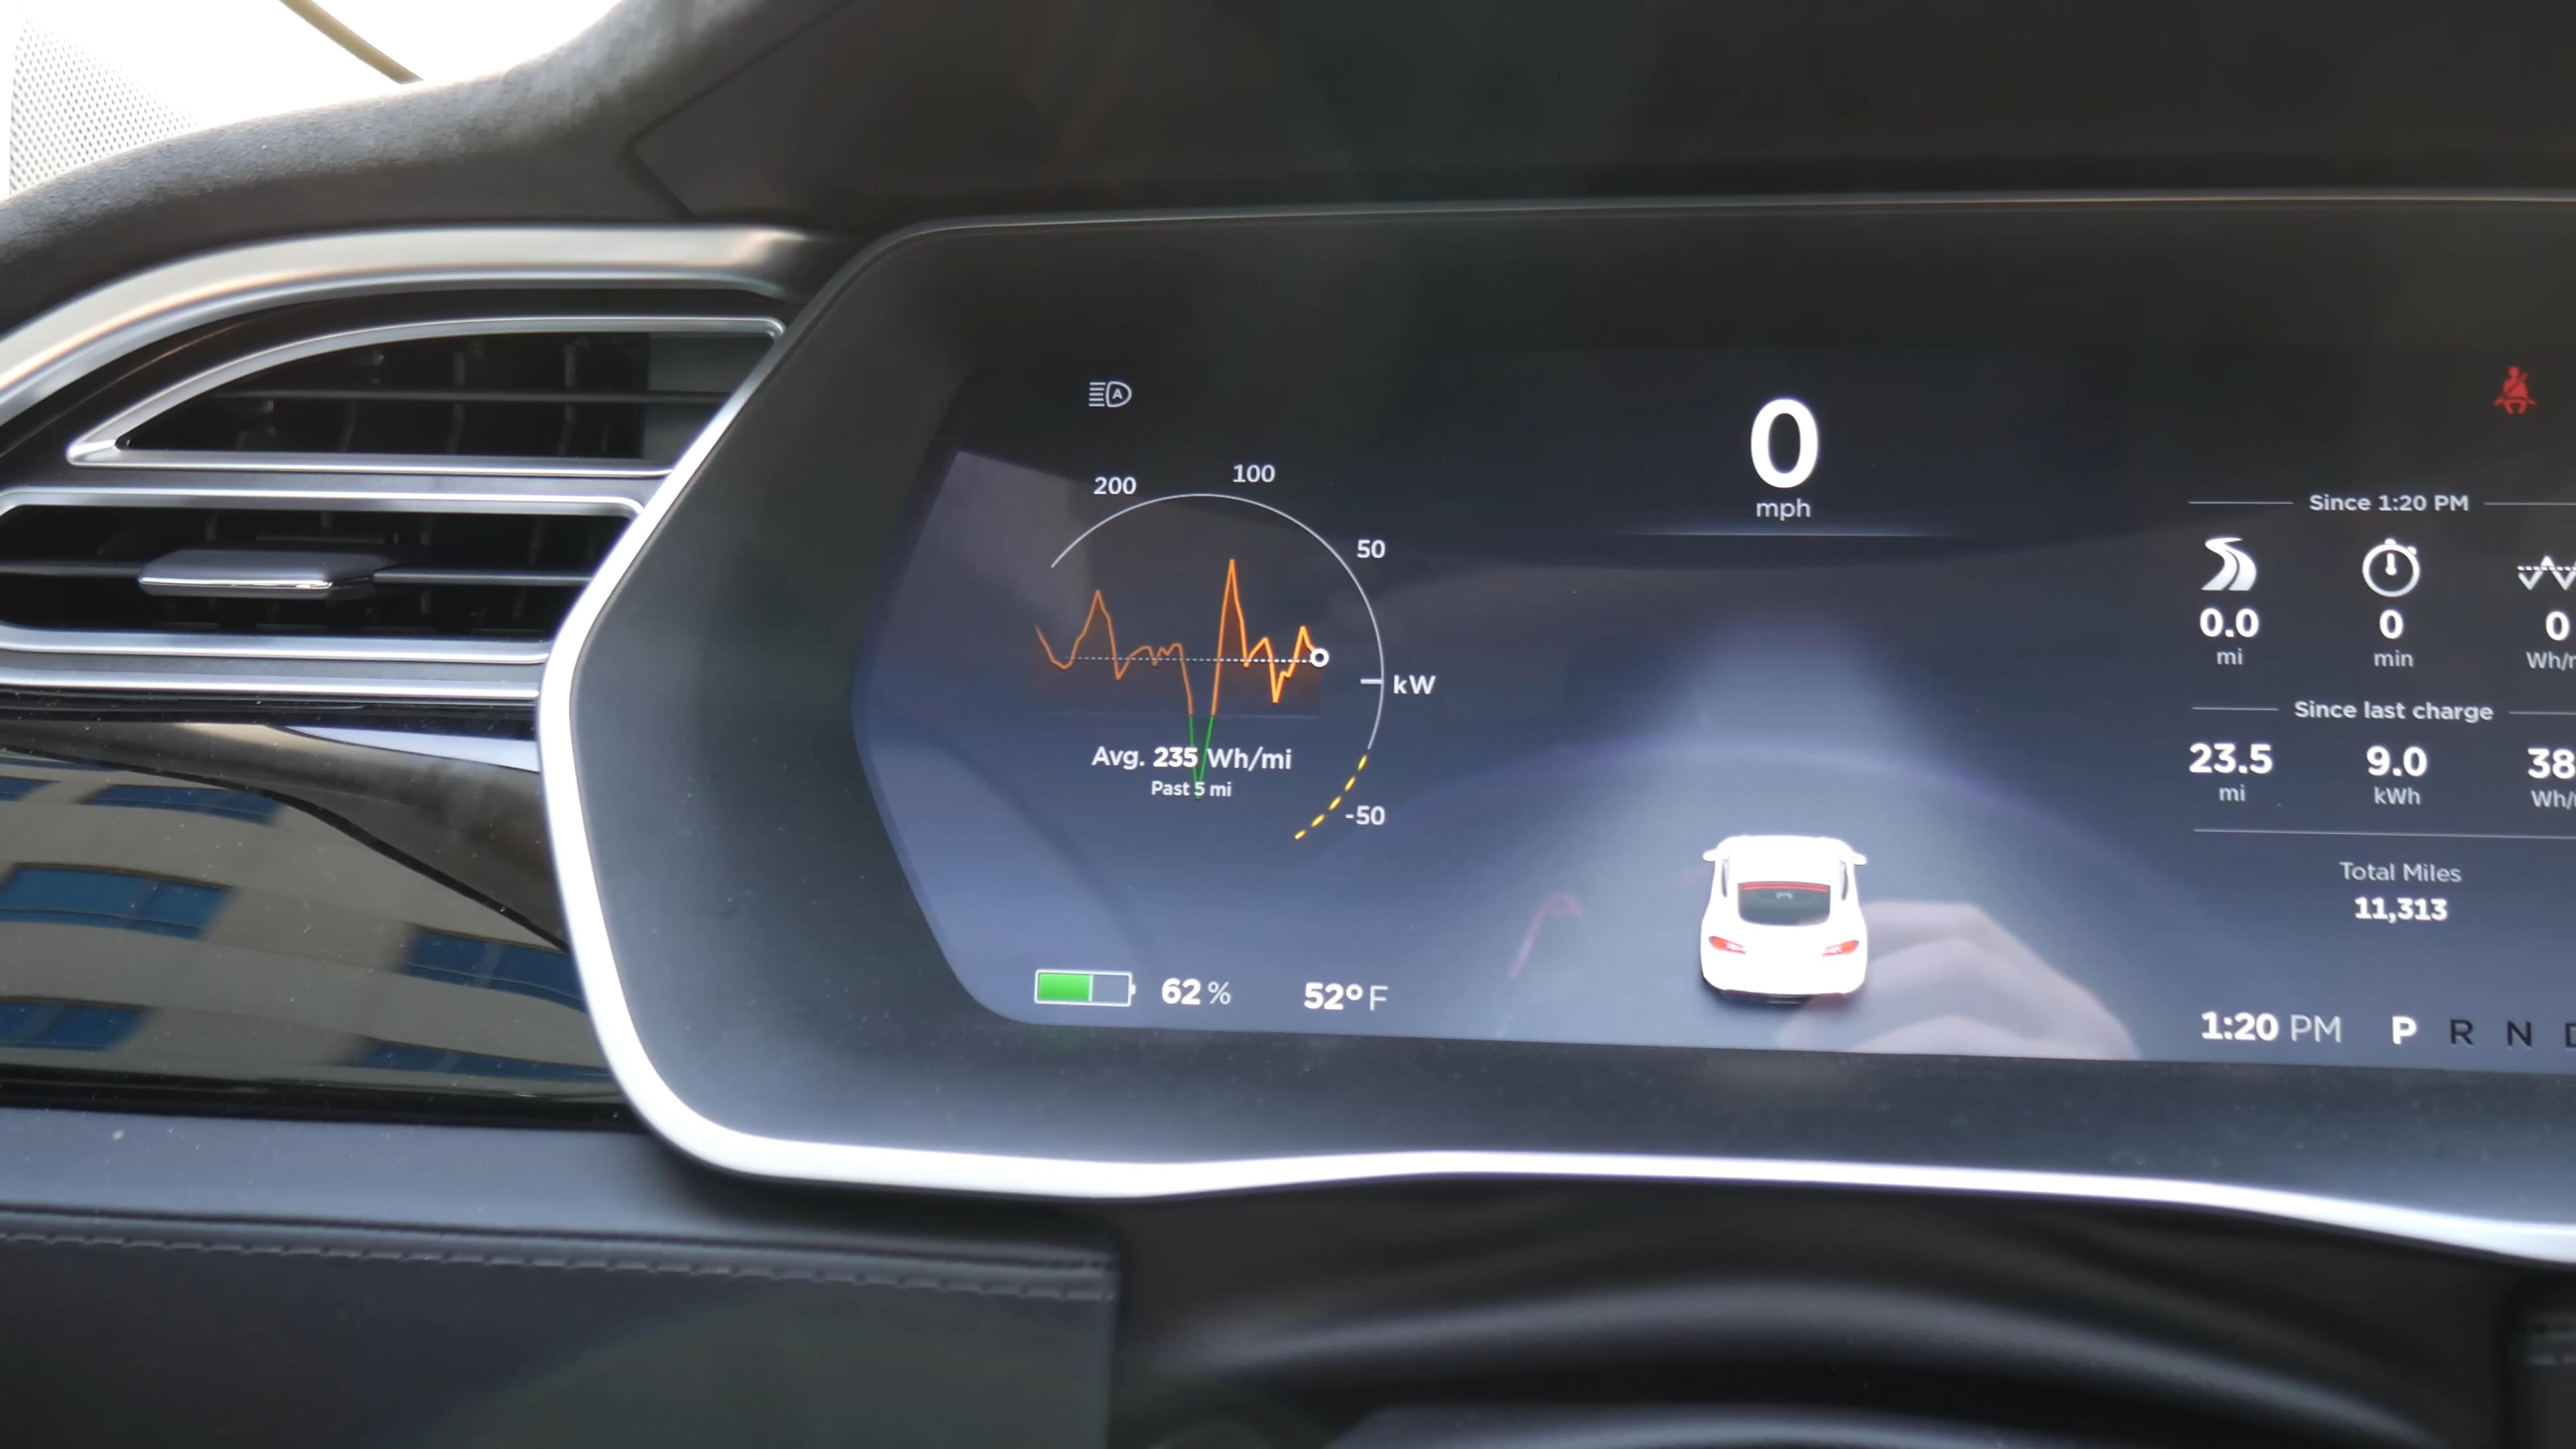 A
200
100
50
kW
-50
Avg. 235 Wh/mi
Past 5 mi
62 %
52° F
0
mph
Since 1:20 PM
0.0 0 0
mi min
Since last charge
23.5 9.0 38
mi kWh
Total Miles
11,313
1:20 PM P R N